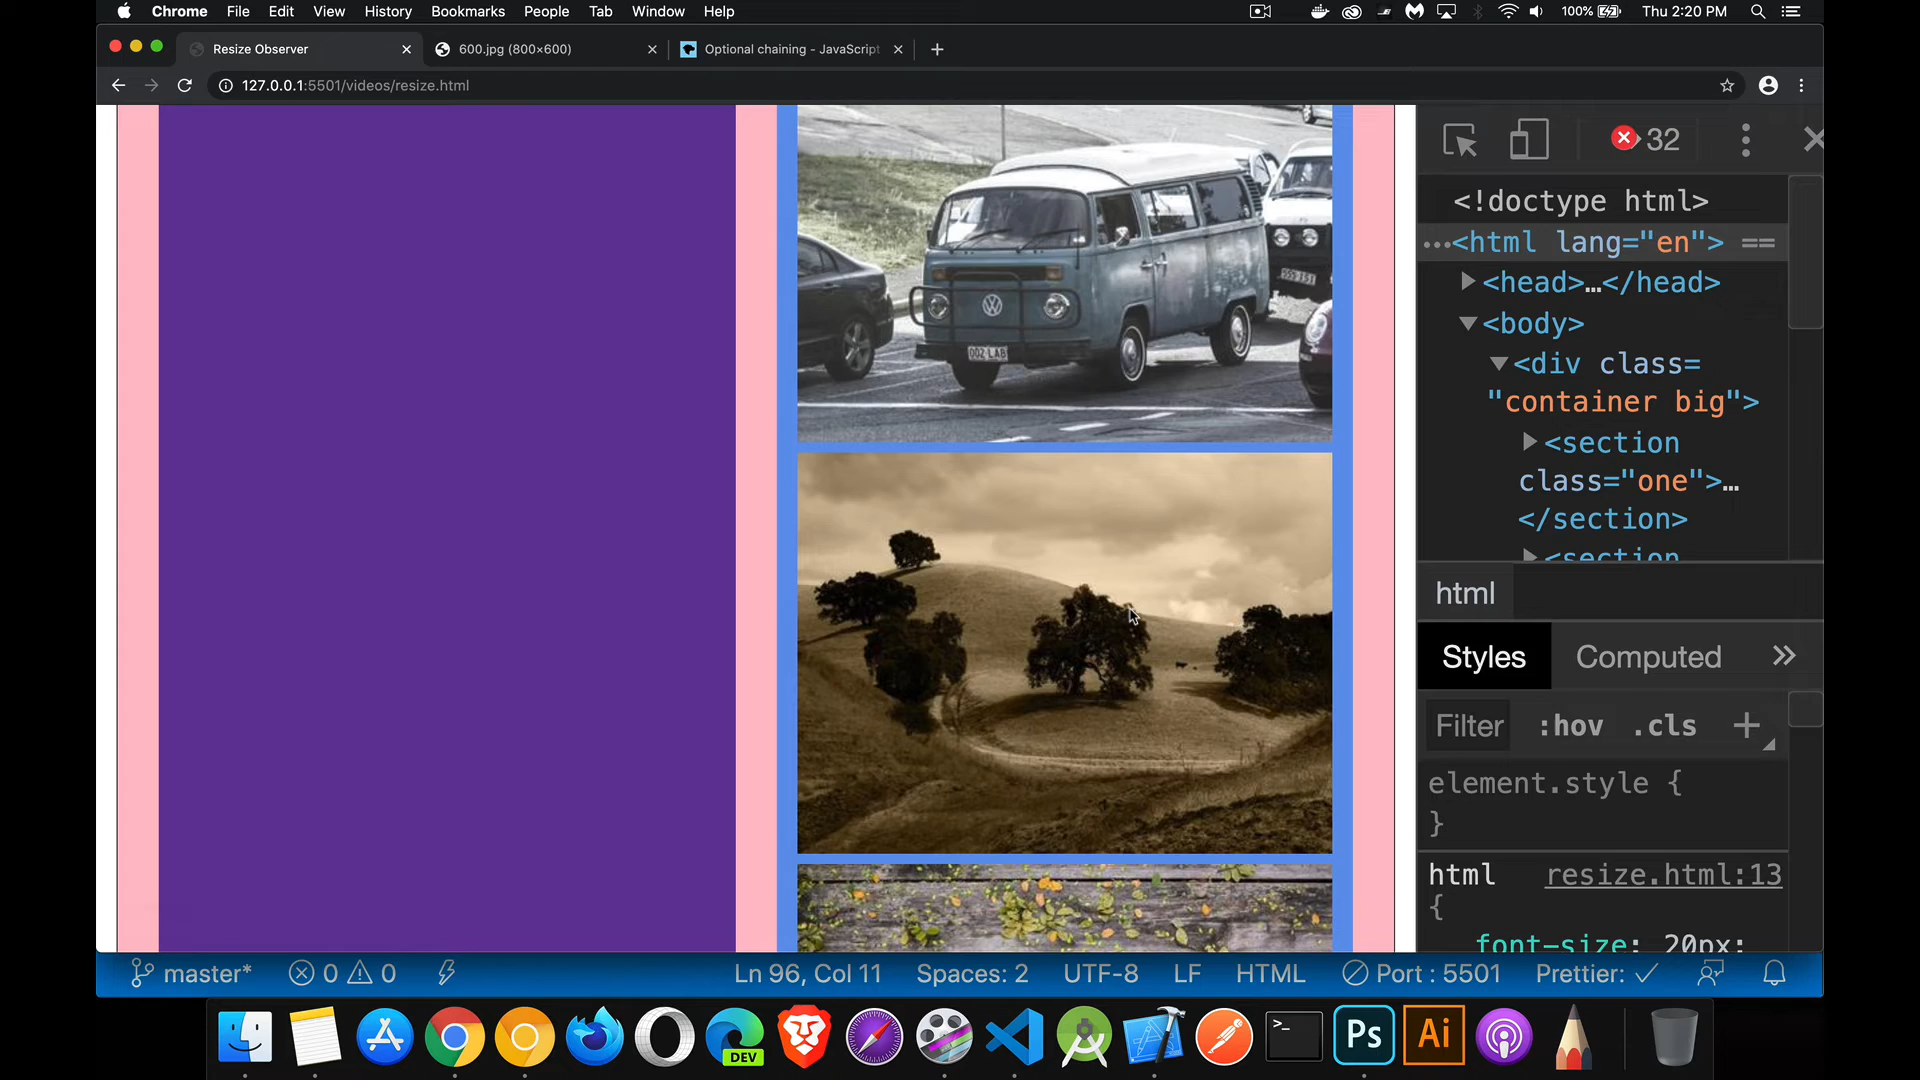 Chrome File Edit View History Bookmarks People Tab Window Help 100% Thu 2:20 PM
Resize Observer 600.jpg (800×600) Optional chaining - JavaScript
127.0.0.1:5501/videos/resize.html
32
<!doctype html>
…<html lang="en"> ==
<head>…</head>
<body>
<div class=
"container big">
<section
class="one">…
</section>
<section
html
Styles Computed »
Filter :hov .cls +
element.style {
}
html resize.html:13
{
font-size: 20px;
002·LAB
master* 0 0 Ln 96, Col 11 Spaces: 2 UTF-8 LF HTML Port : 5501 Prettier: ✓
DEV
>_
Ps
Ai